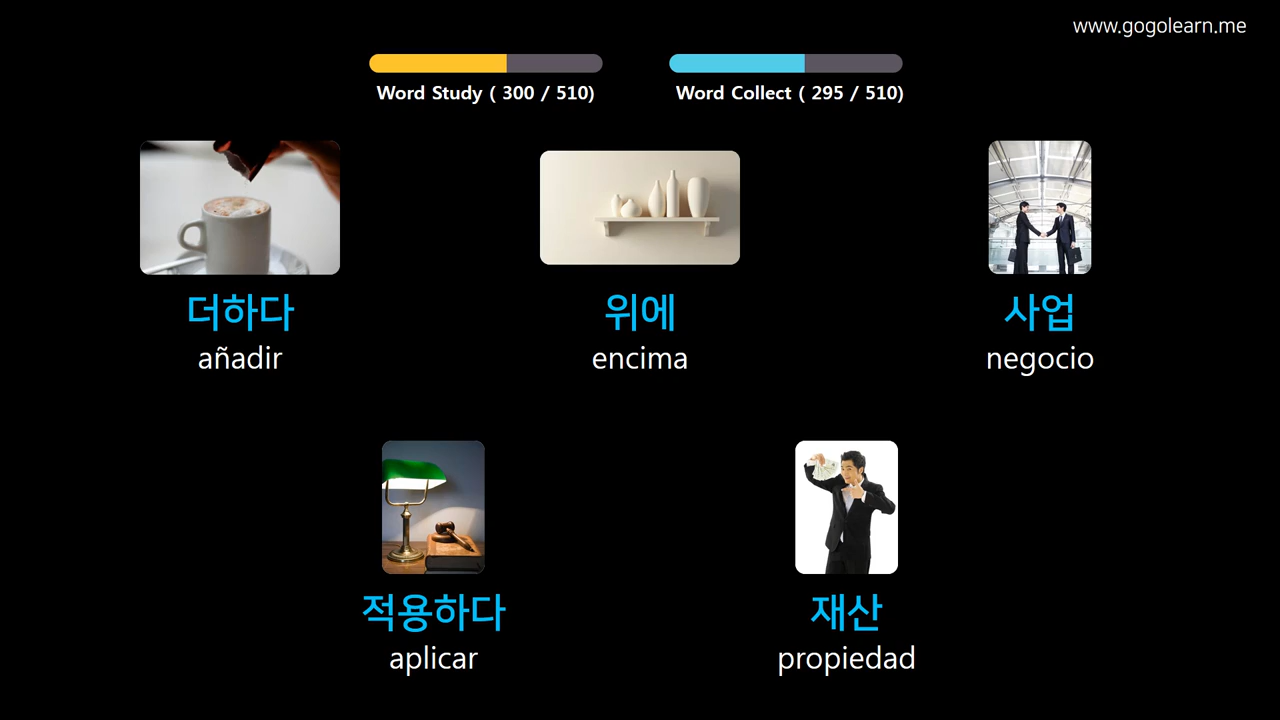 www.gogolearn.me
Word Study ( 300 / 510)
Word Collect ( 295 / 510)
더하다
añadir
위에
encima
사업
negocio
적용하다
aplicar
재산
propiedad